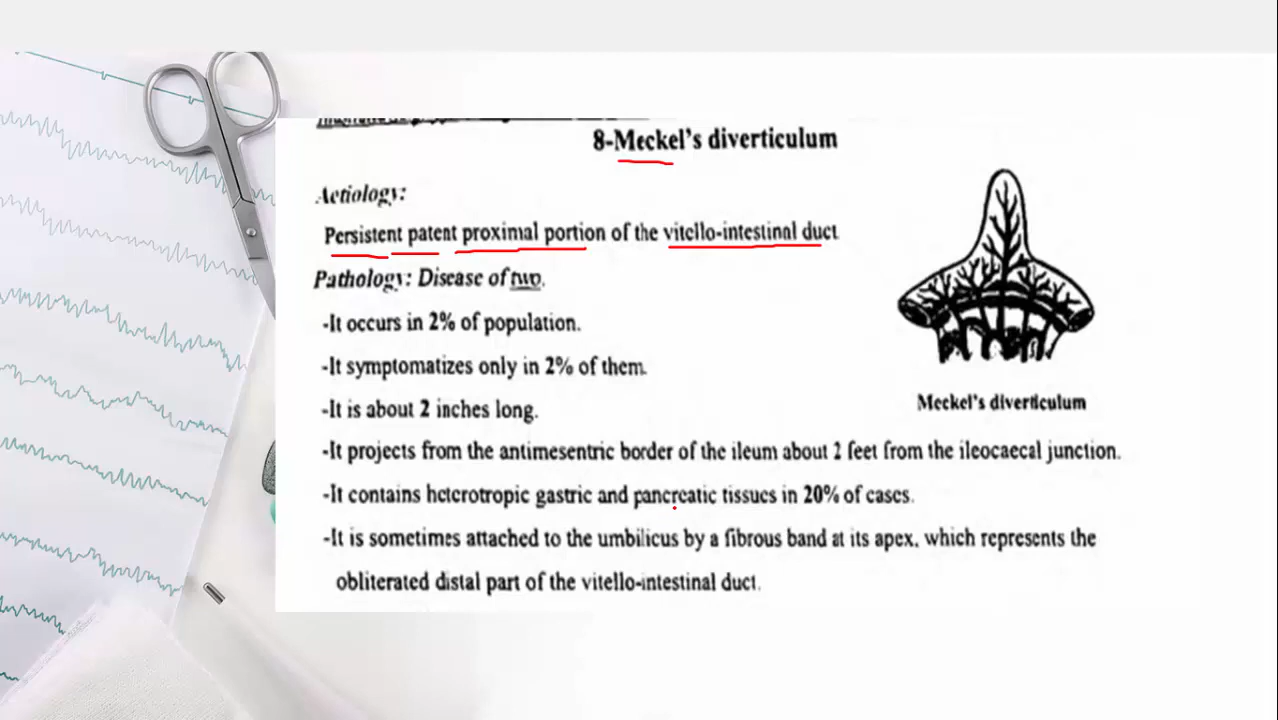 8-Meckel's diverticulum
Aetiology:
Persistent patent proximal portion of the vitello-intestinal duct
Pathology: Disease of two.
-It occurs in 2% of population.
-It symptomatizes only in 2% of them.
-It is about 2 inches long.
Meckel's diverticulum
-It projects from the antimesentric border of the ileum about 2 feet from the ileocaecal junction.
-It contains heterotropic gastric and pancreatic tissues in 20% of cases.
-It is sometimes attached to the umbilicus by a fibrous band at its apex, which represents the
obliterated distal part of the vitello-intestinal duct.